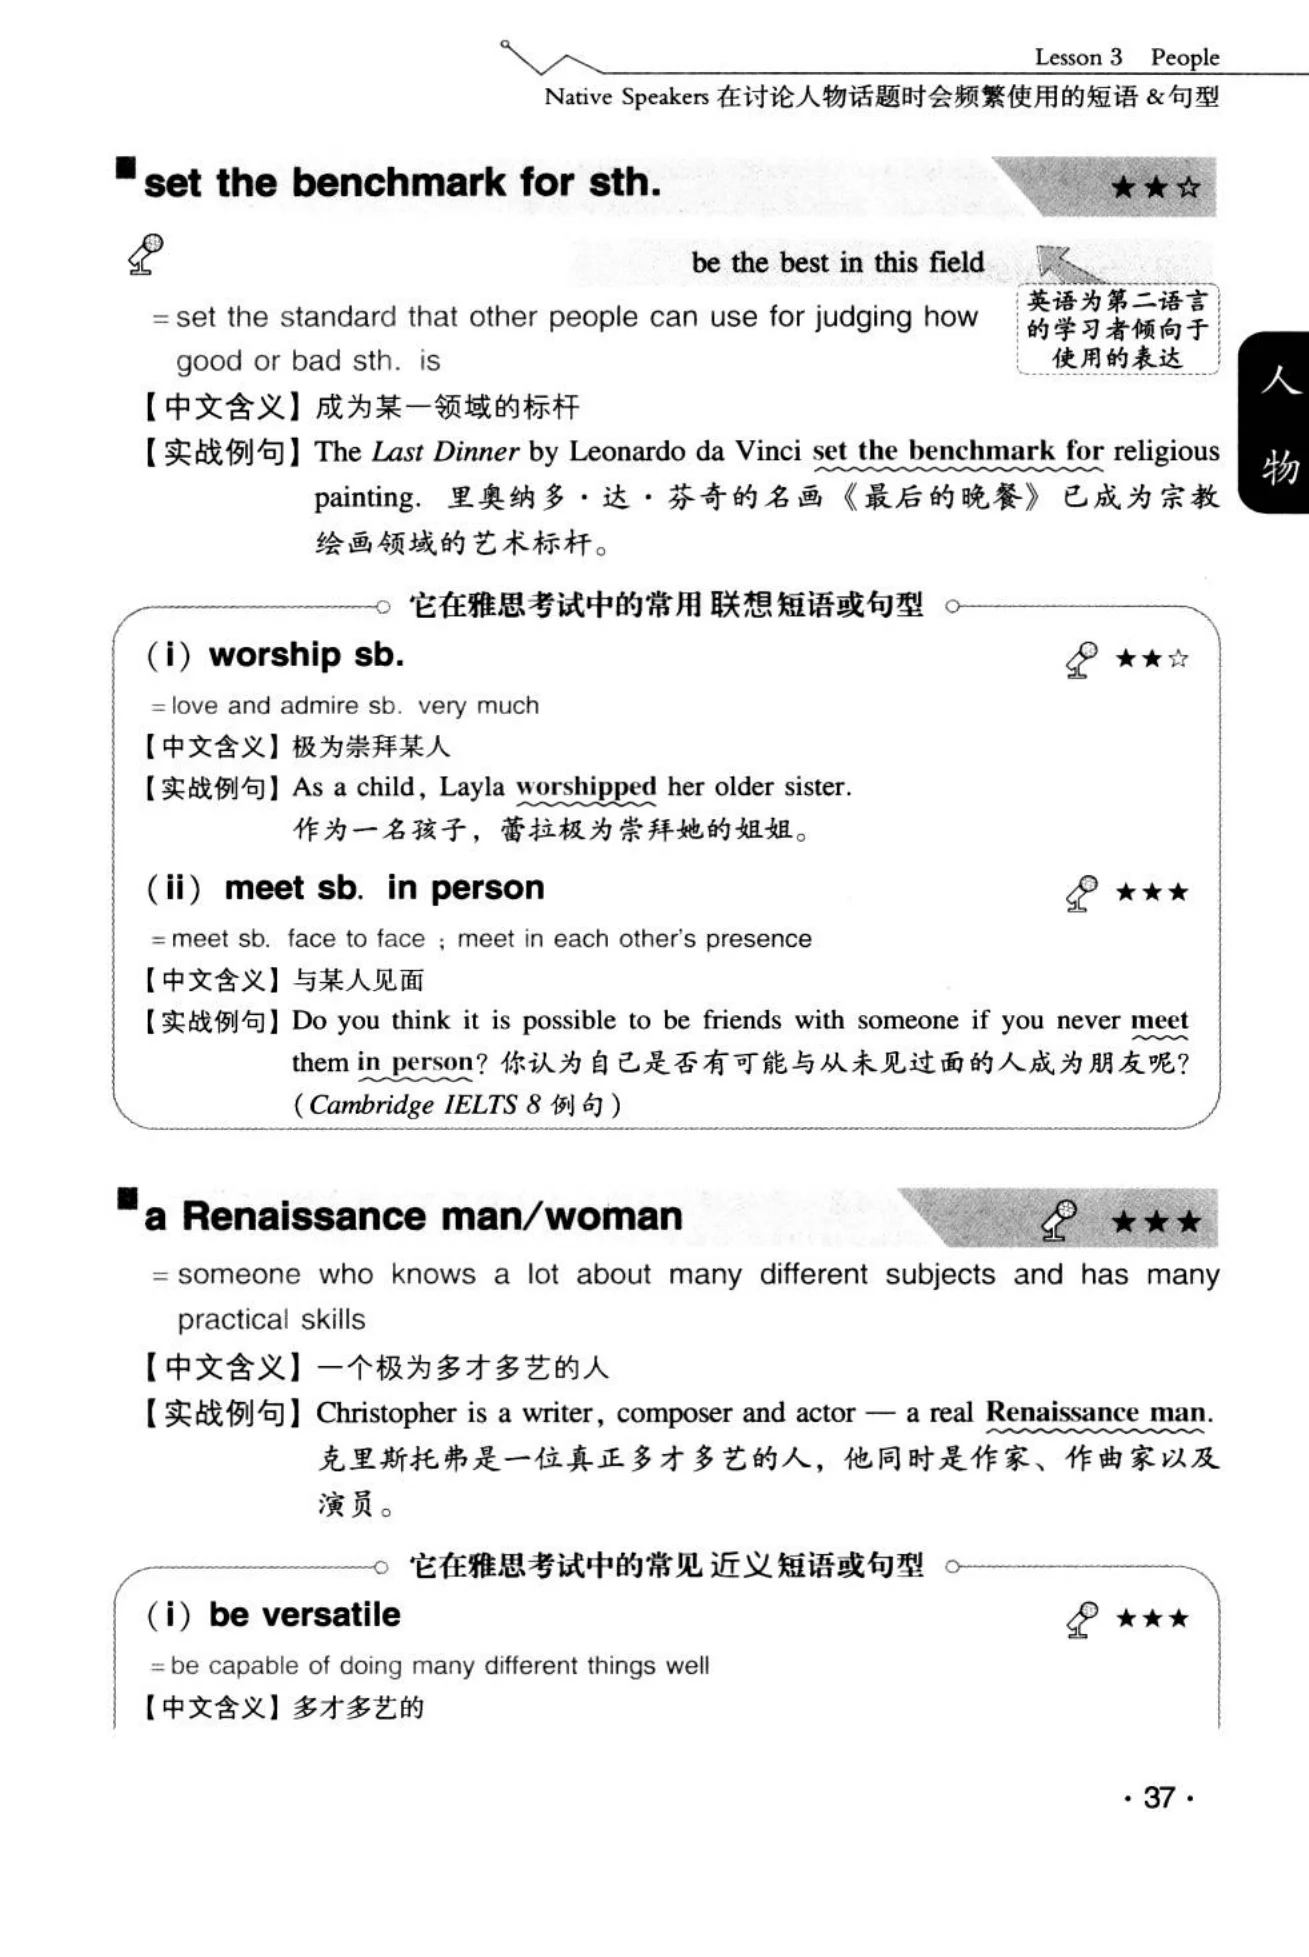 Lesson 3 People
Native Speakers 在讨论人物话题时会频繁使用的短语 &句型
set the benchmark for sth. ★★☆
be the best in this field
英语为第二语言
的学习者倾向于
使用的表达
= set the standard that other people can use for judging how
good or bad sth. is
【中文含义】成为某一领域的标杆
【实战例句】The Last Dinner by Leonardo da Vinci set the benchmark for religious
painting. 里奥纳多·达·芬奇的名画《最后的晚餐》已成为宗教
绘画领域的艺术标杆。
人
物
它在雅思考试中的常用 联想 短语或句型
(i) worship sb. ★★☆
= love and admire sb. very much
【中文含义】极为崇拜某人
【实战例句】As a child, Layla worshipped her older sister.
作为一名孩子，蕾拉极为崇拜她的姐姐。
(ii) meet sb. in person ★★★
= meet sb. face to face ; meet in each other's presence
【中文含义】与某人见面
【实战例句】Do you think it is possible to be friends with someone if you never meet
them in person? 你认为自己是否有可能与从未见过面的人成为朋友呢?
(Cambridge IELTS 8 例句)
a Renaissance man/woman ★★★
= someone who knows a lot about many different subjects and has many
practical skills
【中文含义】一个极为多才多艺的人
【实战例句】Christopher is a writer, composer and actor — a real Renaissance man.
克里斯托弗是一位真正多才多艺的人，他同时是作家、作曲家以及
演员。
它在雅思考试中的常见 近义 短语或句型
(i) be versatile ★★★
= be capable of doing many different things well
【中文含义】多才多艺的
· 37 ·